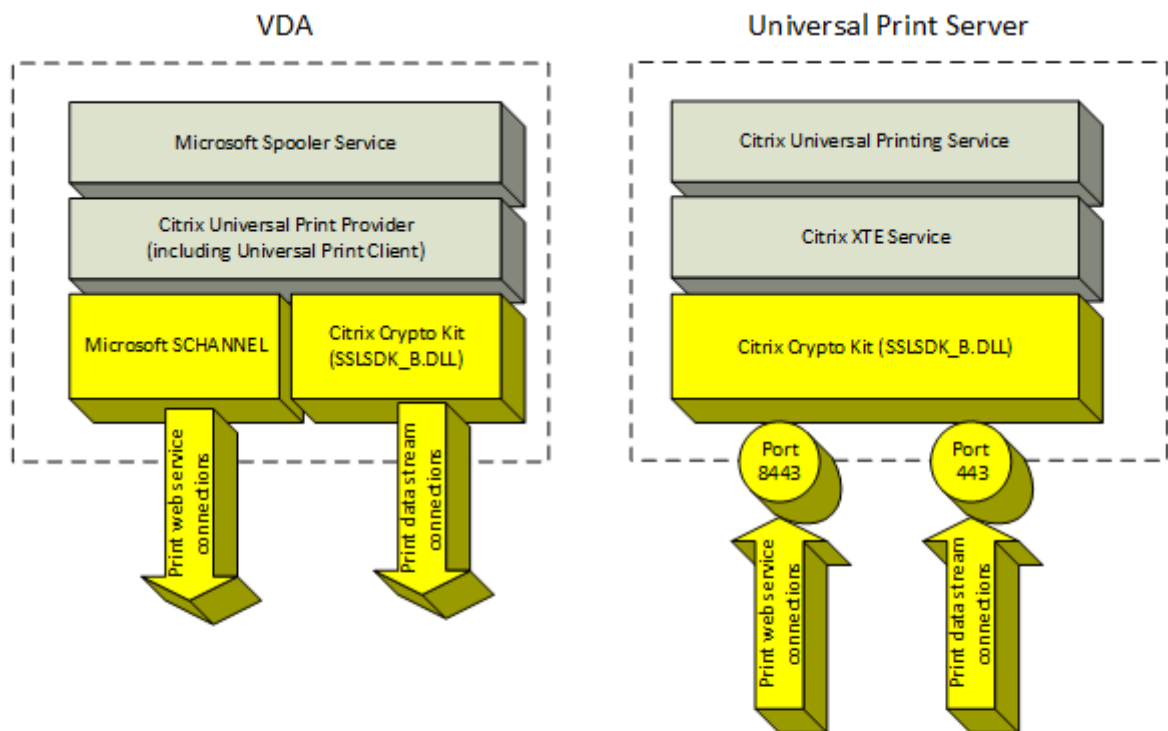 VDA
Microsoft Spooler Service
Citrix Universal Print Provider
(including Universal Print Client)
Microsoft SCHANNEL
Citrix Crypto Kit
(SSLSDK_B.DLL)
Print web service
connections
Print data stream
connections
Universal Print Server
Citrix Universal Printing Service
Citrix XTE Service
Citrix Crypto Kit (SSLSDK_B.DLL)
Port
8443
Port
443
Print web service
connections
Print data stream
connections